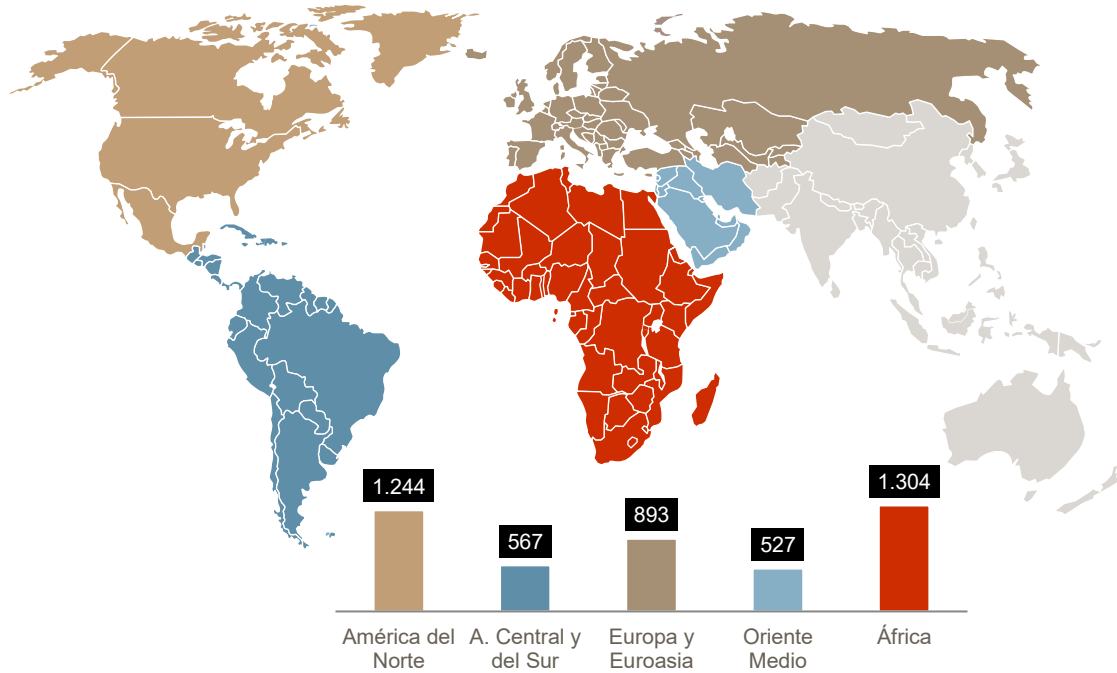 1.244
567
893
527
1.304
América del
Norte
A. Central y
del Sur
Europa y
Euroasia
Oriente
Medio
África